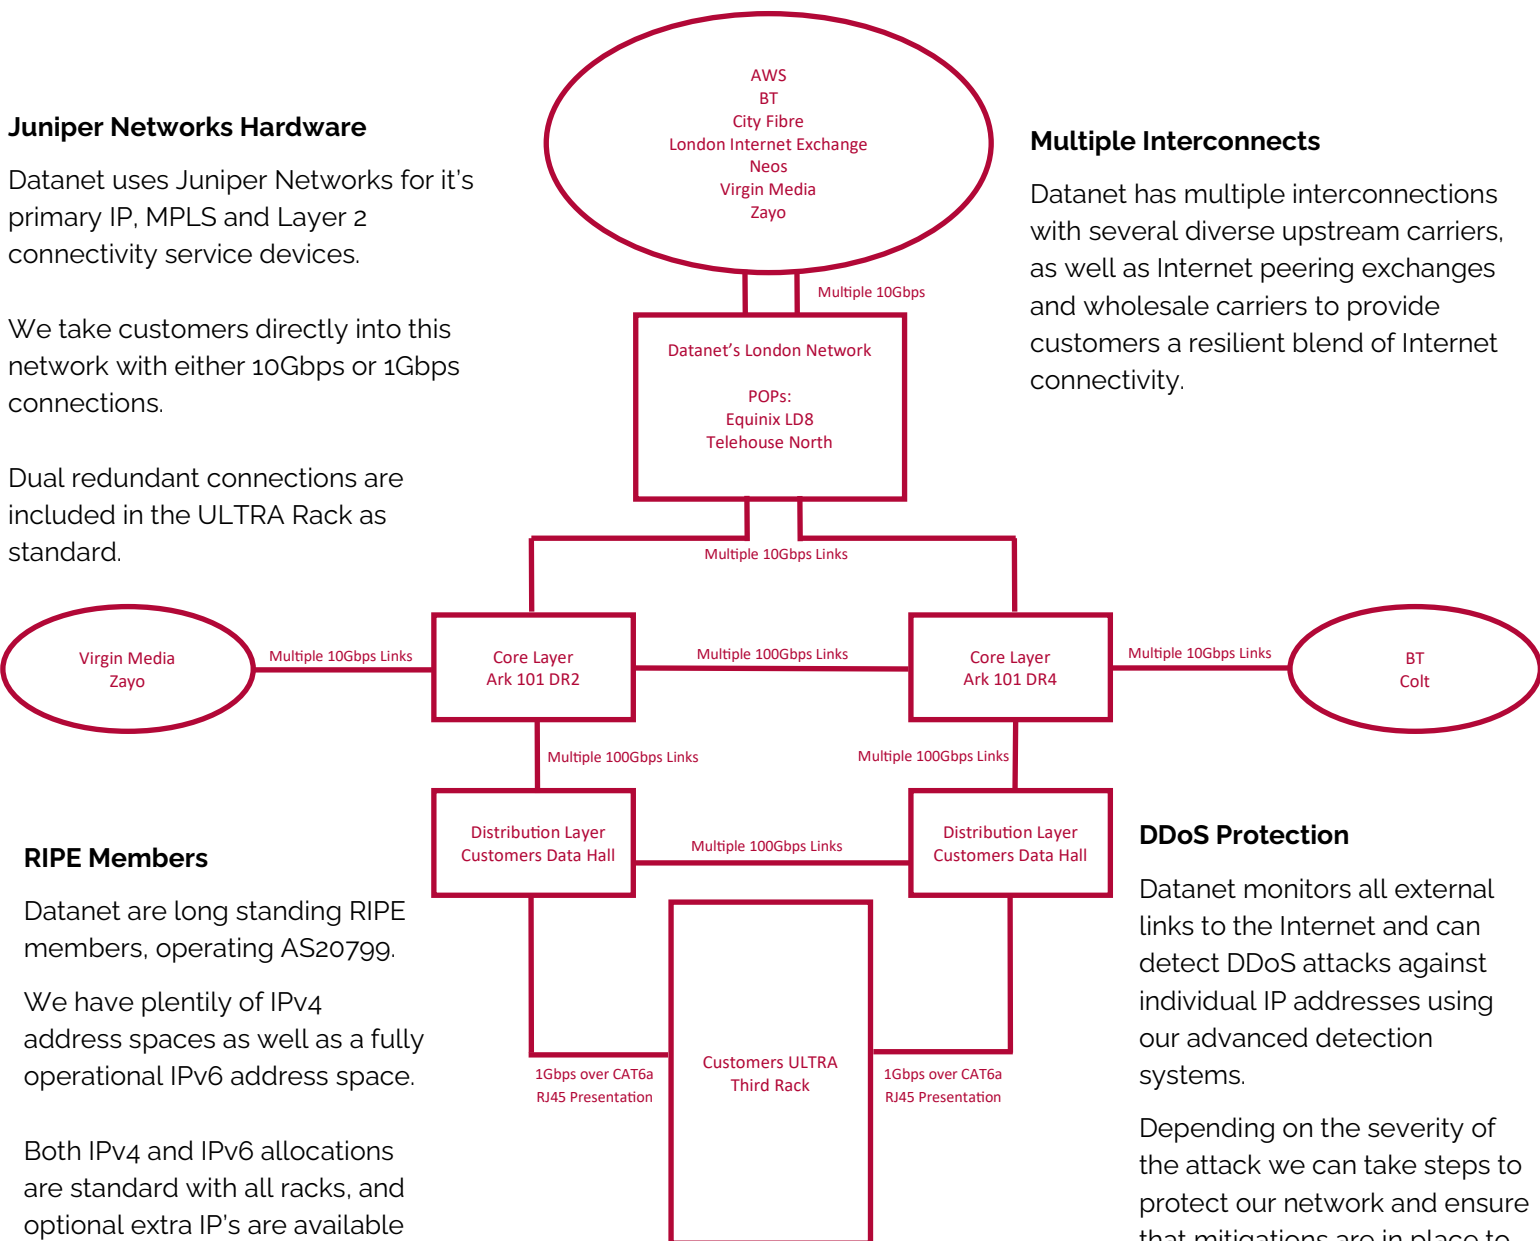 AWS
BT
City Fibre
London Internet Exchange
Neos
Virgin Media
Zayo
Juniper Networks Hardware
Datanet uses Juniper Networks for it's
primary IP, MPLS and Layer 2
connectivity service devices.
We take customers directly into this
network with either 10Gbps or 1Gbps
connections.
Dual redundant connections are
included in the ULTRA Rack as
standard.
Multiple Interconnects
Datanet has multiple interconnections
with several diverse upstream carriers,
as well as Internet peering exchanges
and wholesale carriers to provide
customers a resilient blend of Internet
connectivity.
Multiple 10Gbps
Datanet's London Network
POPs:
Equinix LD8
Telehouse North
Multiple 10Gbps Links
Virgin Media
Zayo
Multiple 10Gbps Links
Core Layer
Ark 101 DR2
Multiple 100Gbps Links
Core Layer
Ark 101 DR4
Multiple 10Gbps Links
BT
Colt
Multiple 100Gbps Links
Multiple 100Gbps Links
Distribution Layer
Customers Data Hall
Multiple 100Gbps Links
Distribution Layer
Customers Data Hall
RIPE Members
Datanet are long standing RIPE
members, operating AS20799.
We have plentily of IPv4
address spaces as well as a fully
operational IPv6 address space.
Both IPv4 and IPv6 allocations
are standard with all racks, and
optional extra IP's are available
1Gbps over CAT6a
RJ45 Presentation
Customers ULTRA
Third Rack
1Gbps over CAT6a
RJ45 Presentation
DDoS Protection
Datanet monitors all external
links to the Internet and can
detect DDoS attacks against
individual IP addresses using
our advanced detection
systems.
Depending on the severity of
the attack we can take steps to
protect our network and ensure
that mitigations are in place to